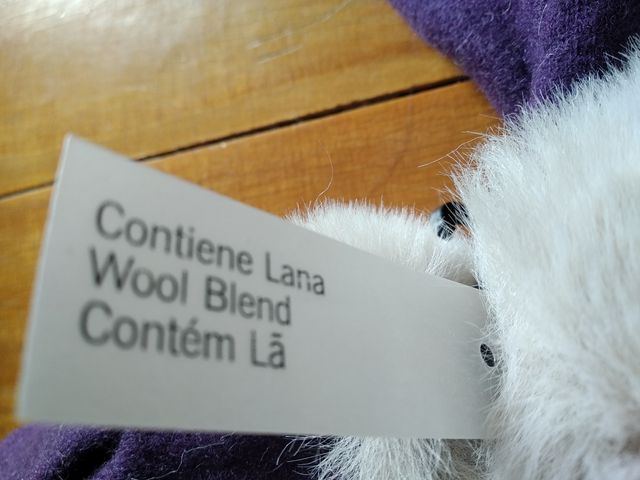 Contiene Lana
Wool Blend
Contém Lã